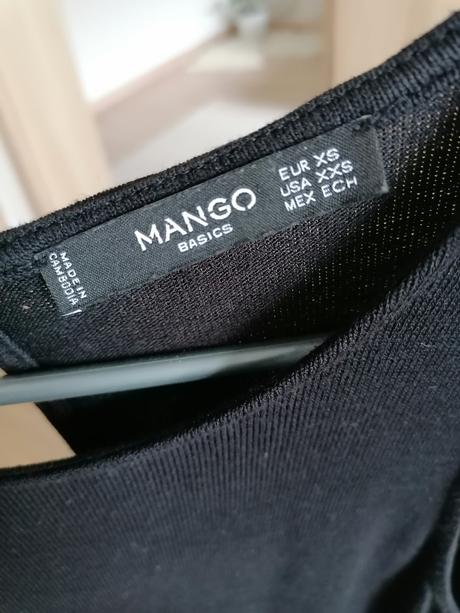 MANGO
BASICS
EUR XS
USA XXS
MEX ECH
MADE IN
CAMBODIA